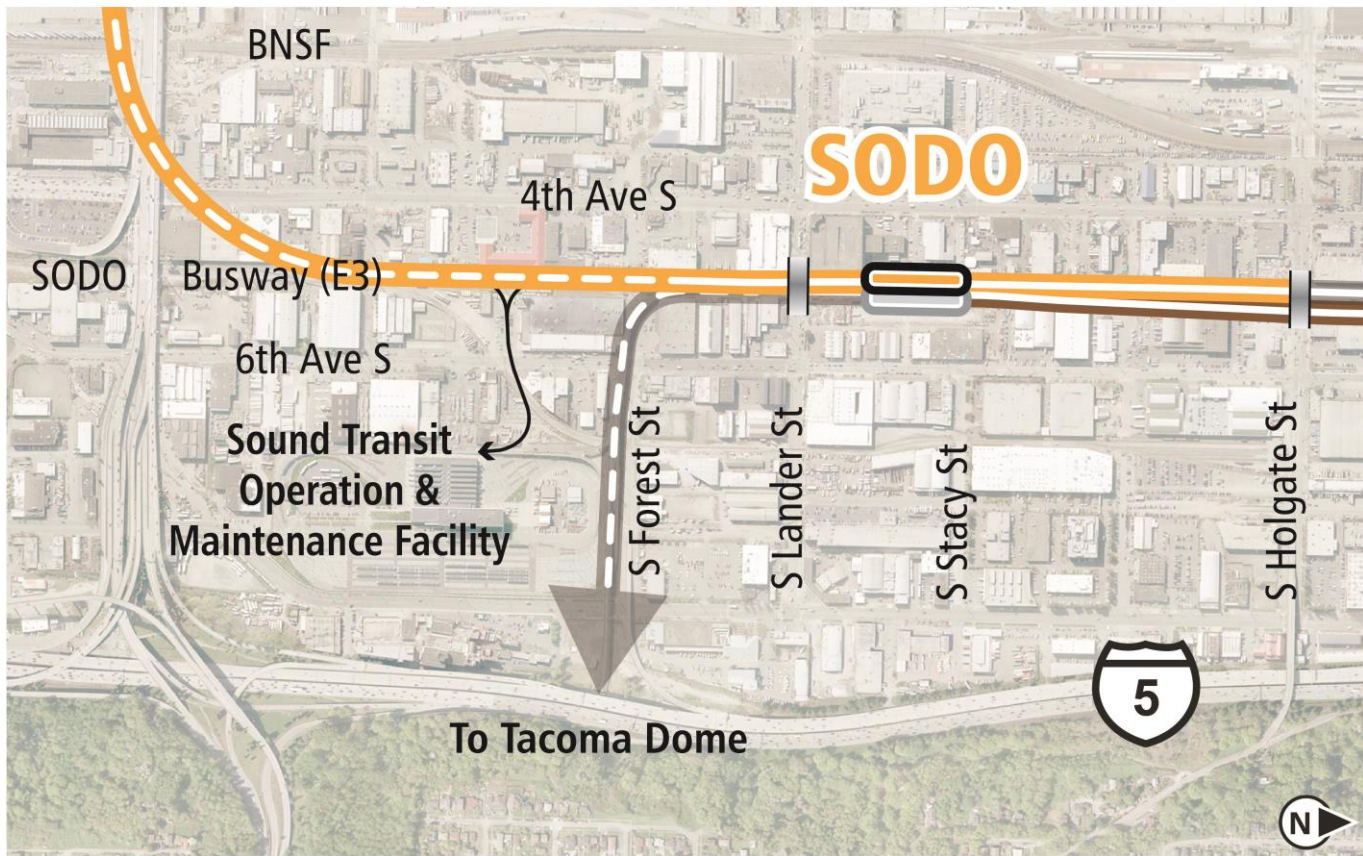 BNSF
SODO
4th Ave S
SODO Busway (E3)
6th Ave S
Sound Transit
Operation &
Maintenance Facility
S Forest St
S Lander St
S Stacy St
S Holgate St
5
To Tacoma Dome
N